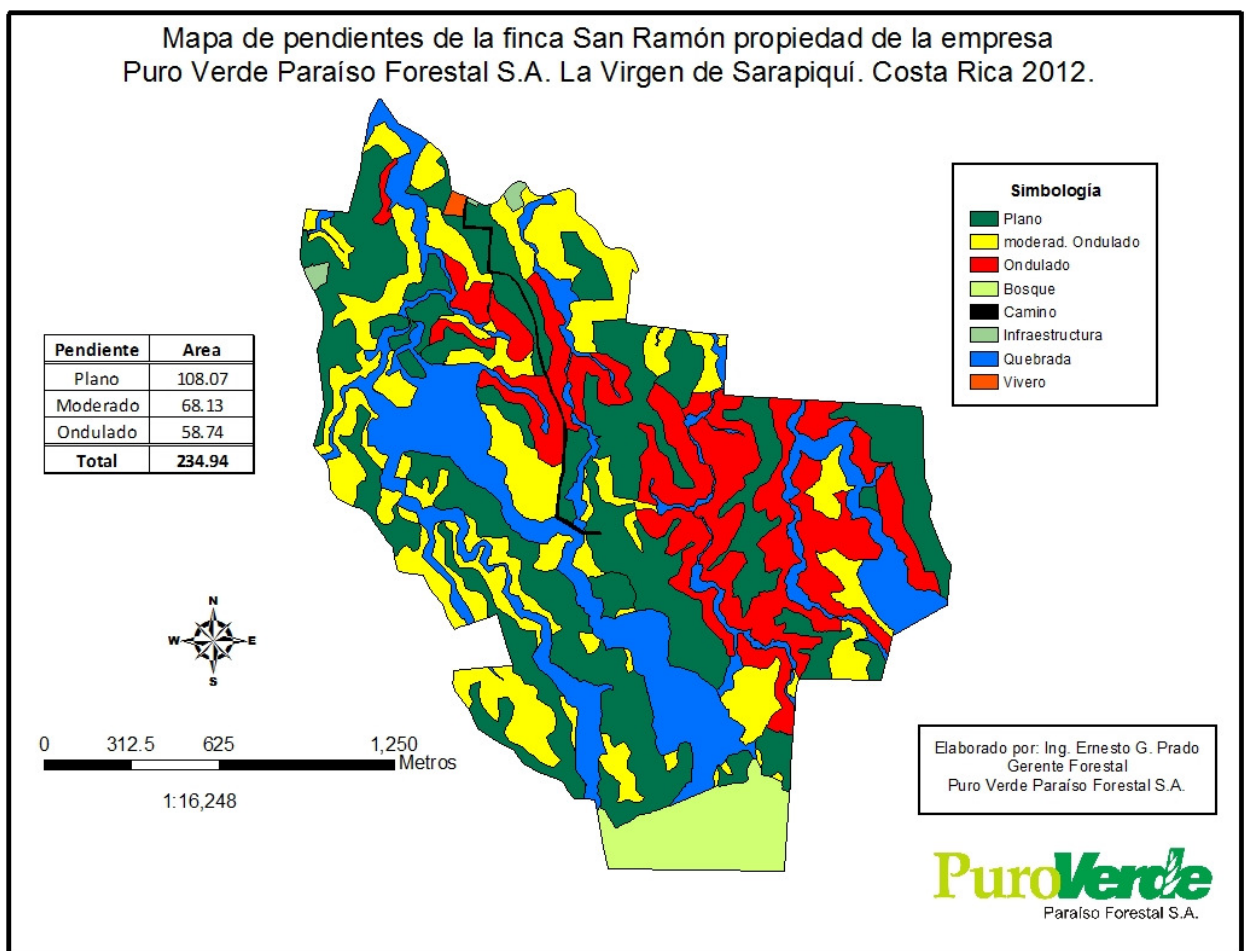 Mapa de pendientes de la finca San Ramón propiedad de la empresa
Puro Verde Paraíso Forestal S.A. La Virgen de Sarapiquí. Costa Rica 2012.
Simbología
Plano
moderad. Ondulado
Ondulado
Bosque
Camino
Infraestructura
Quebrada
Vivero
Pendiente Area
Plano 108.07
Moderado 68.13
Ondulado 58.74
Total 234.94
N
W E
S
0 312.5 625 1,250
Metros
1:16,248
Elaborado por: Ing. Ernesto G. Prado
Gerente Forestal
Puro Verde Paraíso Forestal S.A.
PuroVerde
Paraíso Forestal S.A.